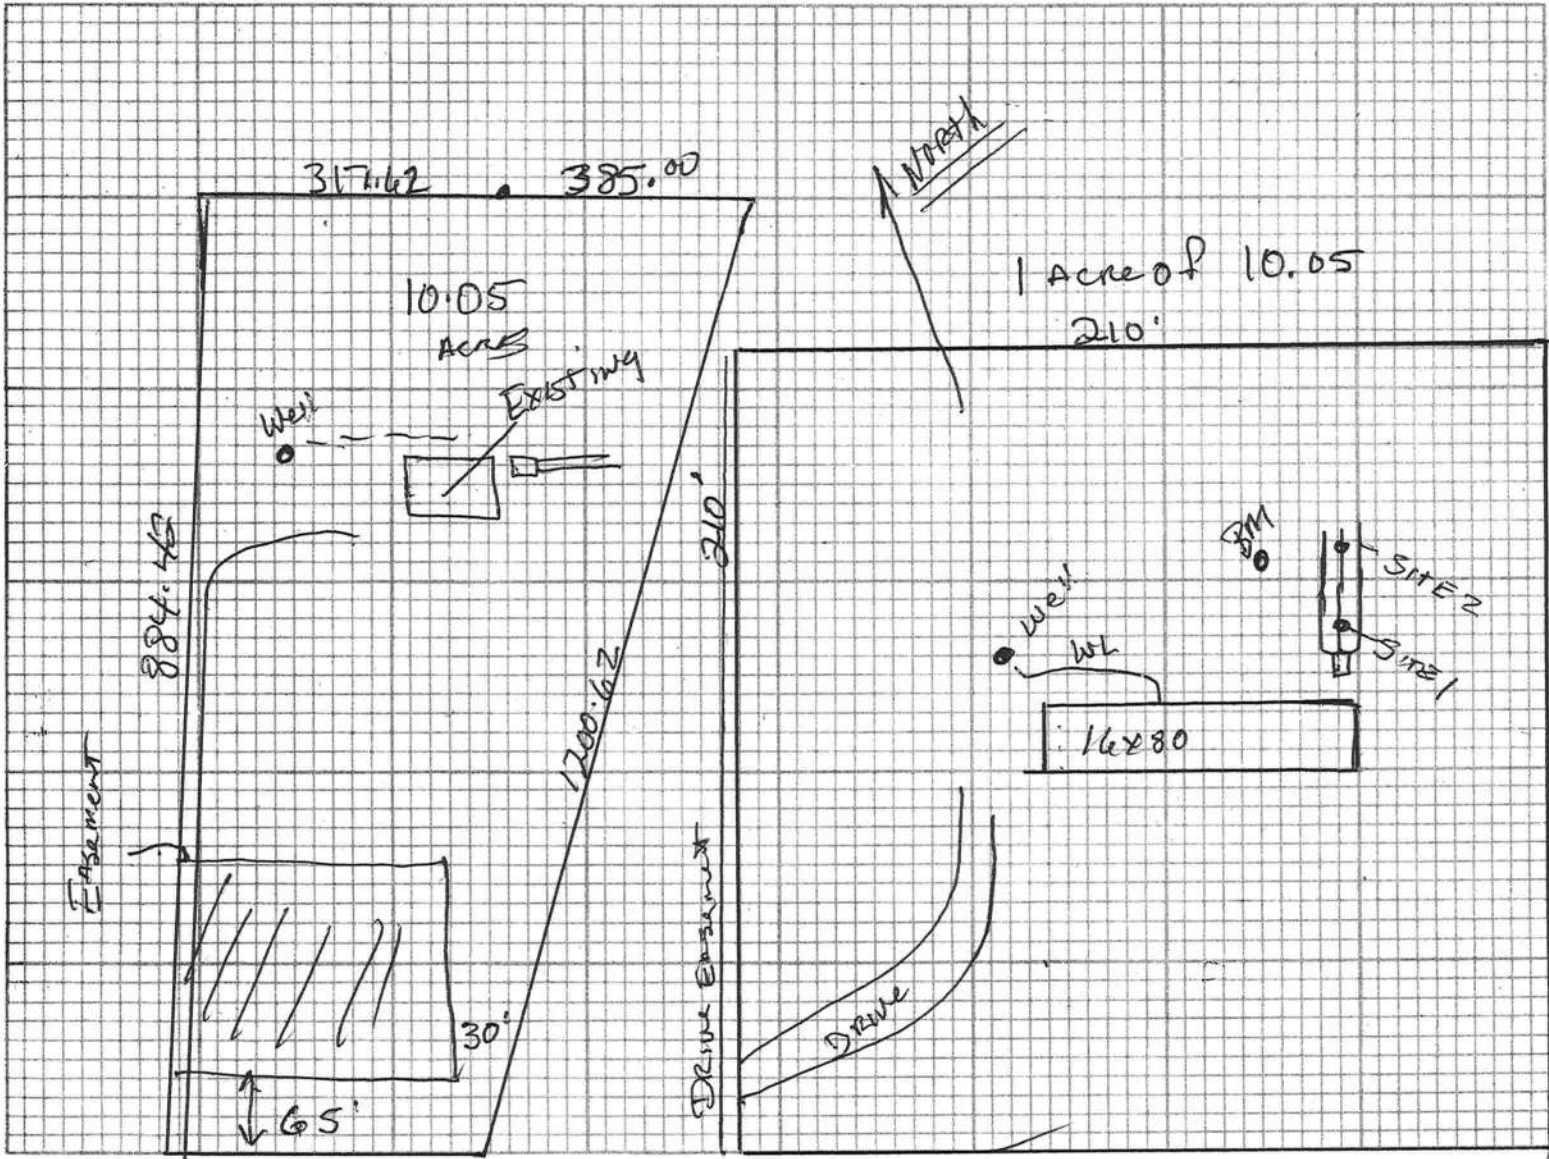 317.62 • 385.00
10.05
ACRES
Well
Existing
884.48
1200.62
Easement
30'
65'
North
1 Acre of 10.05
210'
210'
Drive Easement
BM
SITE 2
SITE 1
Well
WL
16x80
Drive